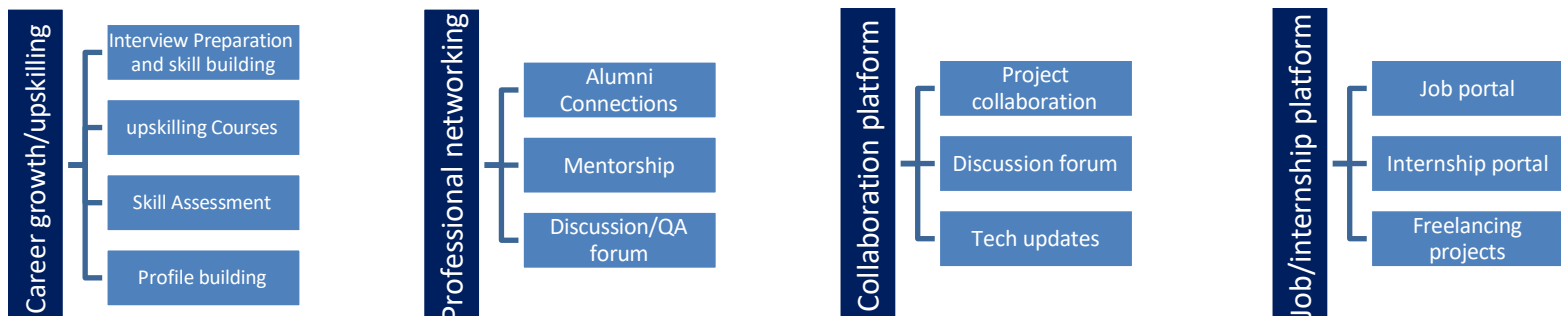 Career growth/upskilling
Interview Preparation
and skill building
upskilling Courses
Skill Assessment
Profile building
Professional networking
Alumni
Connections
Mentorship
Discussion/QA
forum
Collaboration platform
Project
collaboration
Discussion forum
Tech updates
Job/internship platform
Job portal
Internship portal
Freelancing
projects